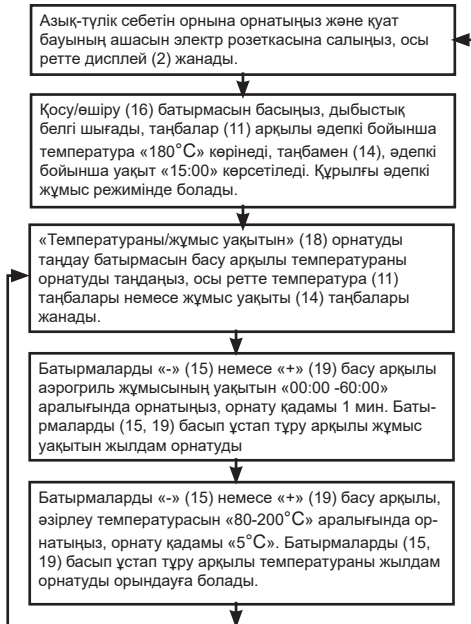 Азық-түлік себетін орнына орнатыңыз және қуат
бауының ашасын электр розеткасына салыңыз, осы
ретте дисплей (2) жанады.
Қосу/өшіру (16) батырмасын басыңыз, дыбыстық
белгі шығады, таңбалар (11) арқылы әдепкі бойынша
температура «180°C» көрінеді, таңбамен (14), әдепкі
бойынша уақыт «15:00» көрсетіледі. Құрылғы әдепкі
жұмыс режимінде болады.
«Температураны/жұмыс уақытын» (18) орнатуды
таңдау батырмасын басу арқылы температураны
орнатуды таңдаңыз, осы ретте температура (11)
таңбалары немесе жұмыс уақыты (14) таңбалары
жанады.
Батырмаларды «-» (15) немесе «+» (19) басу арқылы
аэрогриль жұмысының уақытын «00:00 -60:00»
аралығында орнатыңыз, орнату қадамы 1 мин. Баты-
рмаларды (15, 19) басып ұстап тұру арқылы жұмыс
уақытын жылдам орнатуды
Батырмаларды «-» (15) немесе «+» (19) басу арқылы,
әзірлеу температурасын «80-200°C» аралығында ор-
натыңыз, орнату қадамы «5°C». Батырмаларды (15,
19) басып ұстап тұру арқылы температураны жылдам
орнатуды орындауға болады.